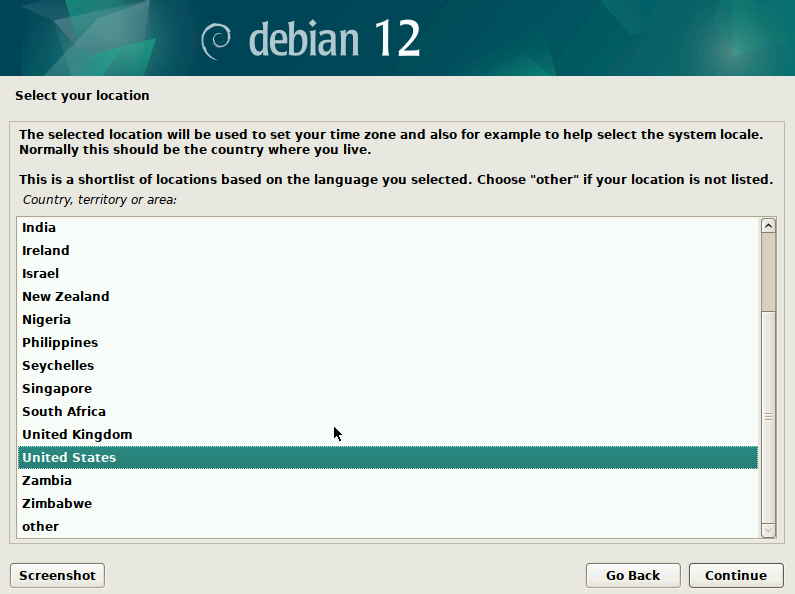 debian 12
Select your location
The selected location will be used to set your time zone and also for example to help select the system locale.
Normally this should be the country where you live.
This is a shortlist of locations based on the language you selected. Choose "other" if your location is not listed.
Country, territory or area:
India
Ireland
Israel
New Zealand
Nigeria
Philippines
Seychelles
Singapore
South Africa
United Kingdom
United States
Zambia
Zimbabwe
other
Screenshot
Go Back
Continue